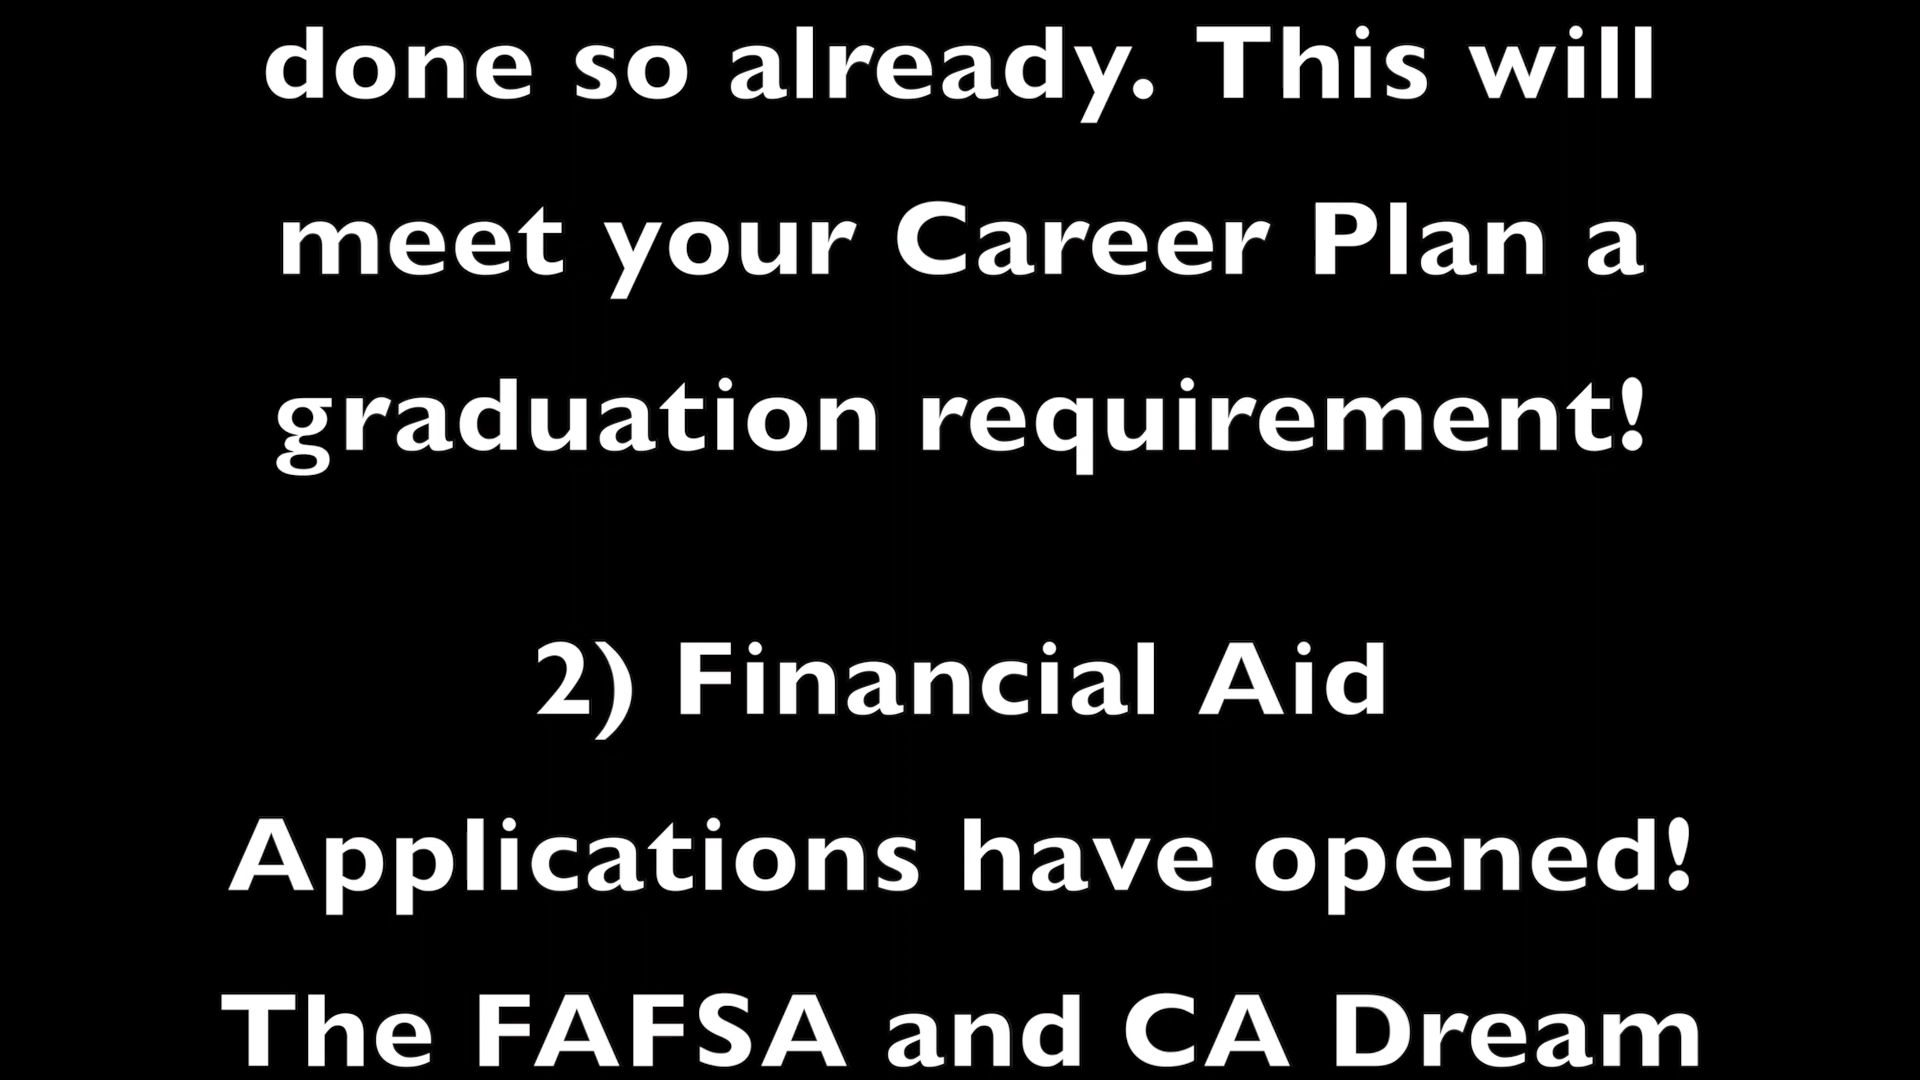 done so already. This will
meet your Career Plan a
graduation requirement!
2) Financial Aid
Applications have opened!
The FAFSA and CA Dream